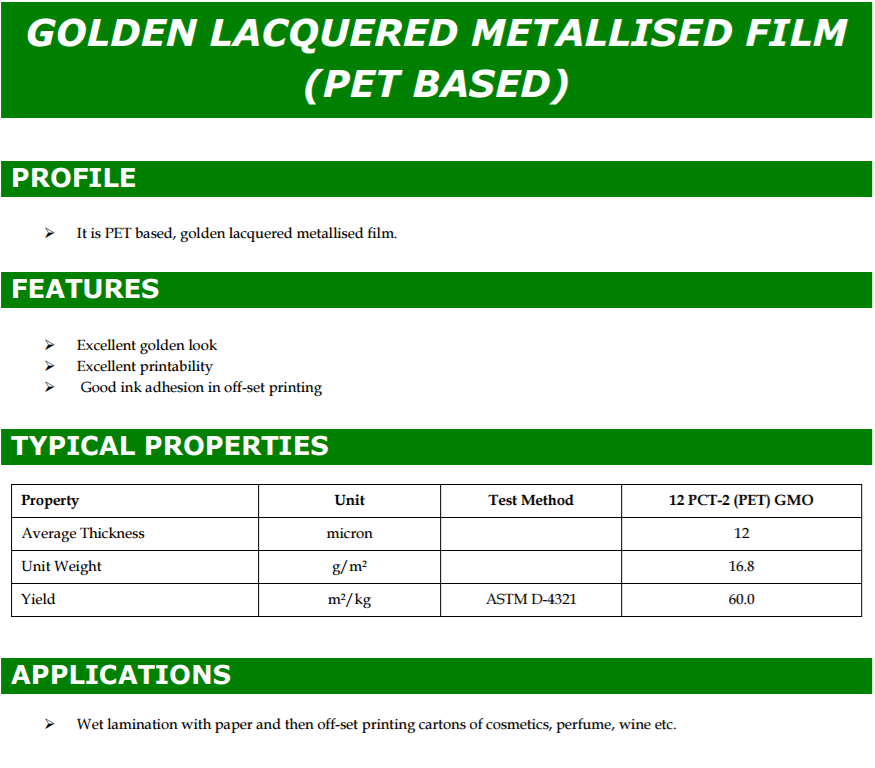 GOLDEN LACQUERED METALLISED FILM
(PET BASED)
PROFILE
➢ It is PET based, golden lacquered metallised film.
FEATURES
➢ Excellent golden look
➢ Excellent printability
➢ Good ink adhesion in off-set printing
TYPICAL PROPERTIES
Property Unit Test Method 12 PCT-2 (PET) GMO
Average Thickness micron 12
Unit Weight g/m² 16.8
Yield m²/kg ASTM D-4321 60.0
APPLICATIONS
➢ Wet lamination with paper and then off-set printing cartons of cosmetics, perfume, wine etc.